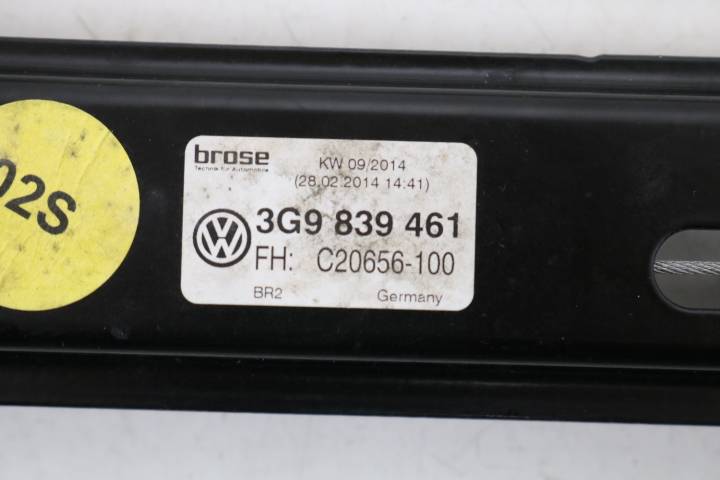 02S
brose
Technik für Automobile
KW 09/2014
(28.02.2014 14:41)
3G9 839 461
FH: C20656-100
BR2 Germany